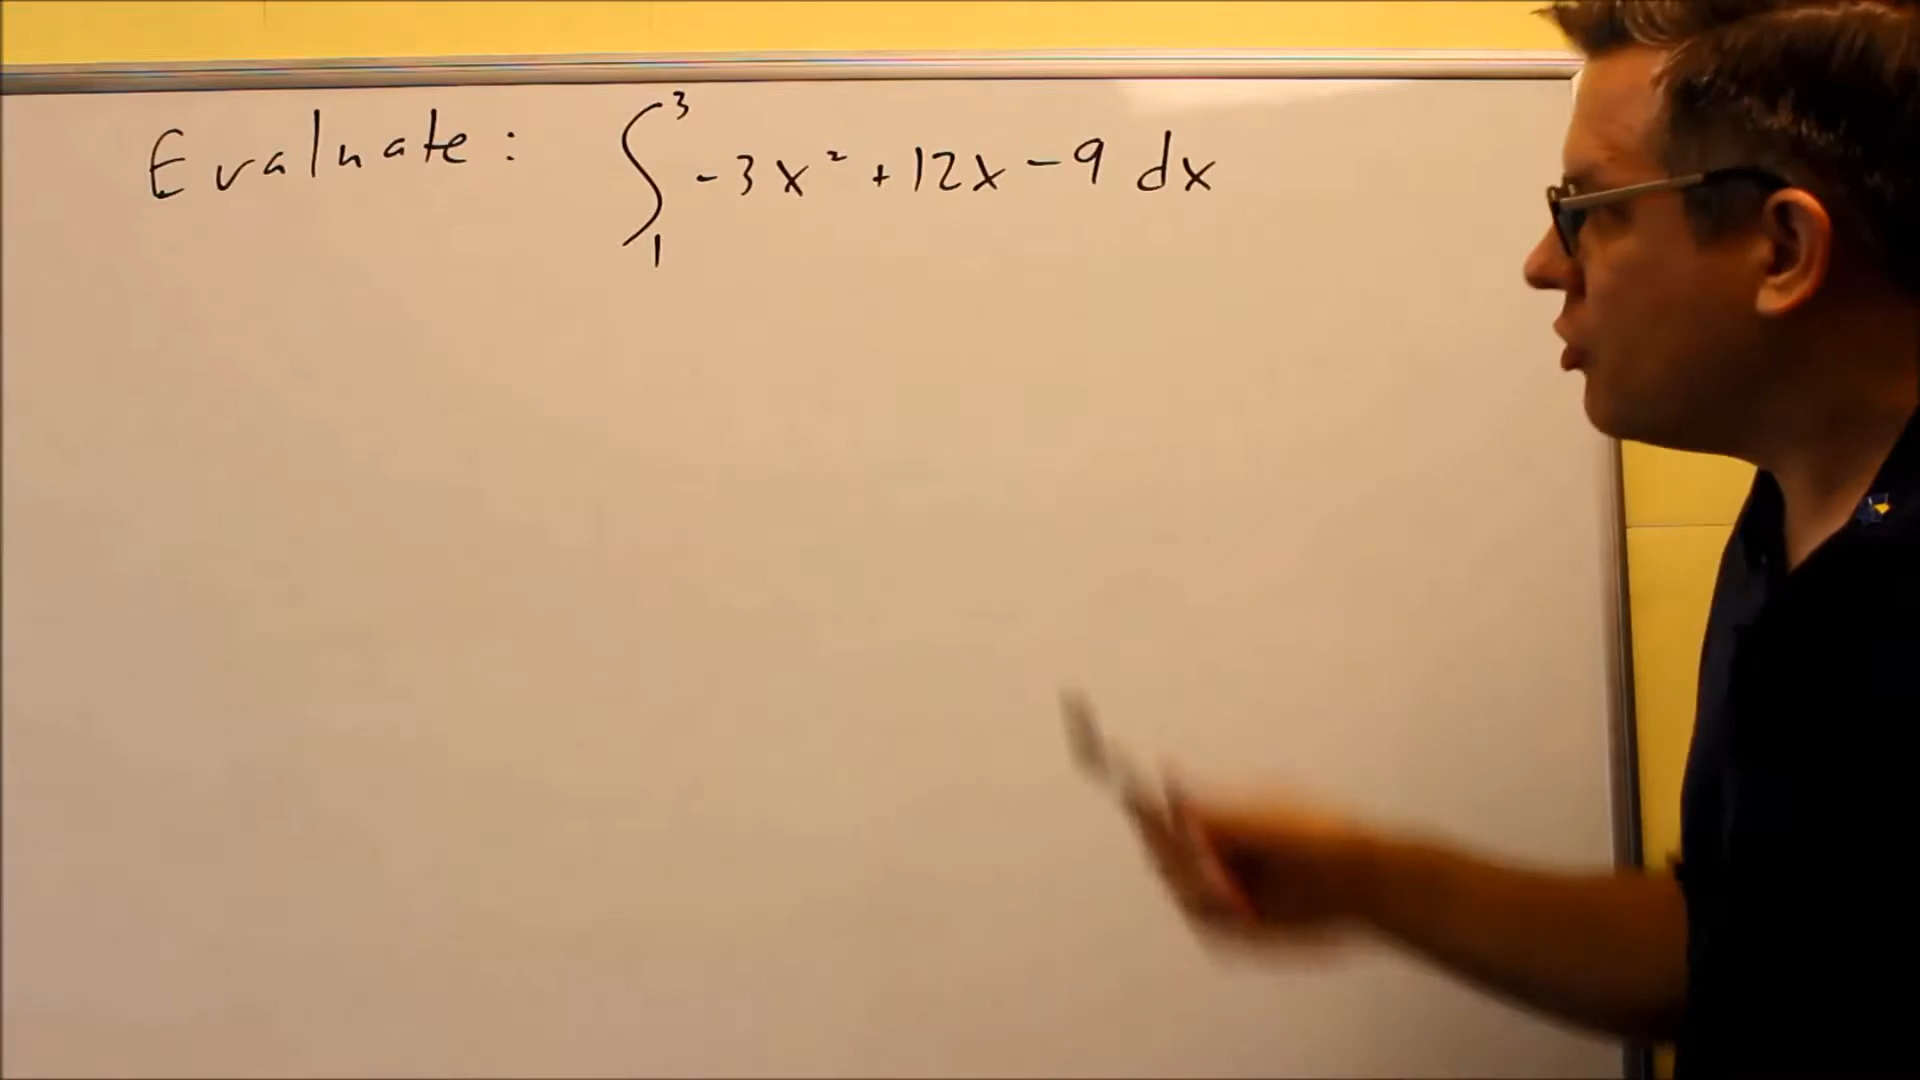 Evaluate: ∫₁³ -3x² + 12x - 9 dx